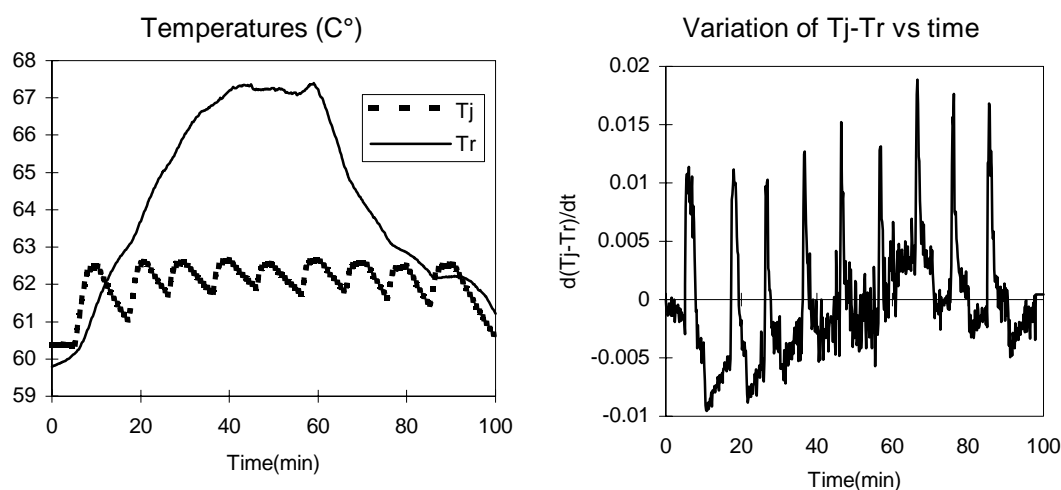 Temperatures (C°)
68
67
66
65
64
63
62
61
60
59
0 20 40 60 80 100
Time(min)
Tj
Tr
Variation of Tj-Tr vs time
0.02
0.015
0.01
0.005
0
-0.005
-0.01
d(Tj-Tr)/dt
0 20 40 60 80 100
Time(min)